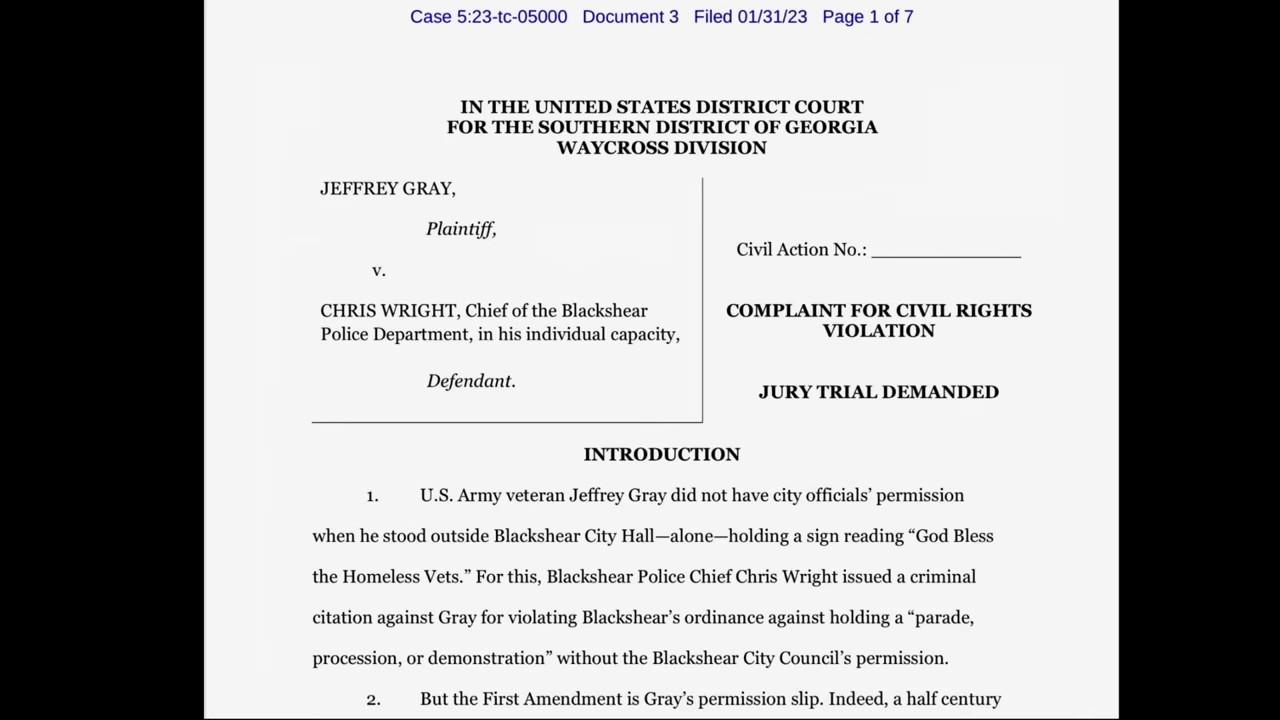 Case 5:23-tc-05000 Document 3 Filed 01/31/23 Page 1 of 7
IN THE UNITED STATES DISTRICT COURT
FOR THE SOUTHERN DISTRICT OF GEORGIA
WAYCROSS DIVISION
JEFFREY GRAY,
Plaintiff,
v.
CHRIS WRIGHT, Chief of the Blackshear
Police Department, in his individual capacity,
Defendant.
Civil Action No.: _______________
COMPLAINT FOR CIVIL RIGHTS
VIOLATION
JURY TRIAL DEMANDED
INTRODUCTION
1. U.S. Army veteran Jeffrey Gray did not have city officials’ permission
when he stood outside Blackshear City Hall—alone—holding a sign reading “God Bless
the Homeless Vets.” For this, Blackshear Police Chief Chris Wright issued a criminal
citation against Gray for violating Blackshear’s ordinance against holding a “parade,
procession, or demonstration” without the Blackshear City Council’s permission.
2. But the First Amendment is Gray’s permission slip. Indeed, a half century